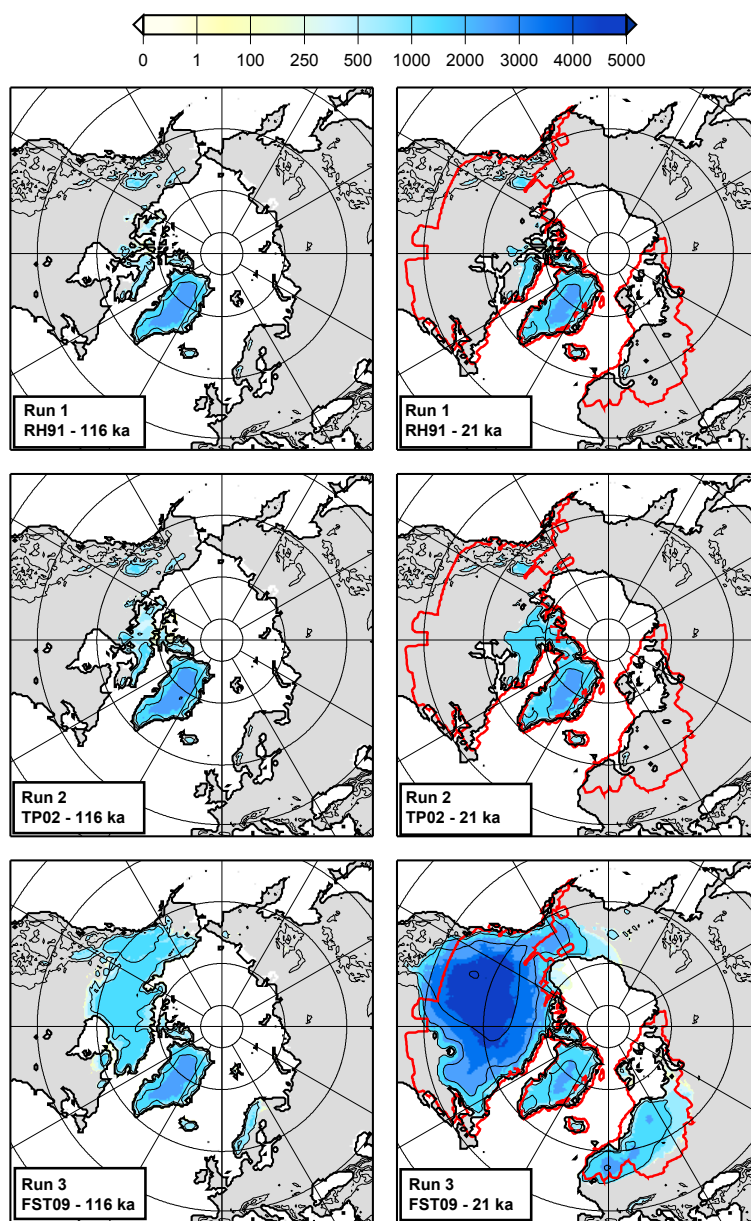 0 1 100 250 500 1000 2000 3000 4000 5000
Run 1
RH91 - 116 ka
Run 1
RH91 - 21 ka
Run 2
TP02 - 116 ka
Run 2
TP02 - 21 ka
Run 3
FST09 - 116 ka
Run 3
FST09 - 21 ka